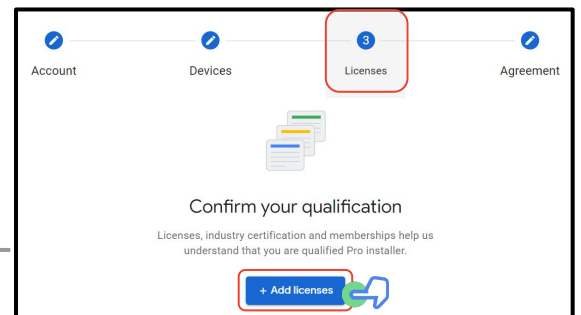 3
Account Devices Licenses Agreement
Confirm your qualification
Licenses, industry certification and memberships help us
understand that you are qualified Pro installer.
+ Add licenses